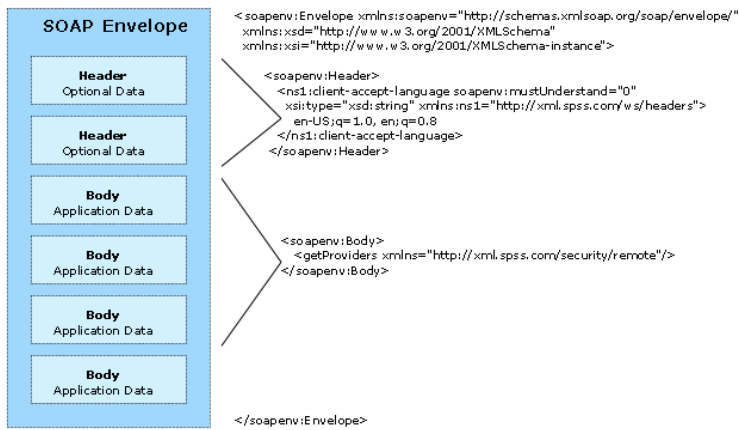 SOAP Envelope
Header
Optional Data
Header
Optional Data
Body
Application Data
Body
Application Data
Body
Application Data
Body
Application Data
<soapenv:Envelope xmlns:soapenv="http://schemas.xmlsoap.org/soap/envelope/"
xmlns:xsd="http://www.w3.org/2001/XMLSchema"
xmlns:xsi="http://www.w3.org/2001/XMLSchema-instance">
<soapenv:Header>
<ns1:client-accept-language soapenv:mustUnderstand="0"
xsi:type="xsd:string" xmlns:ns1="http://xml.spss.com/ws/headers">
en-US;q=1.0, en;q=0.8
</ns1:client-accept-language>
</soapenv:Header>
<soapenv:Body>
<getProviders xmlns="http://xml.spss.com/security/remote"/>
</soapenv:Body>
</soapenv:Envelope>